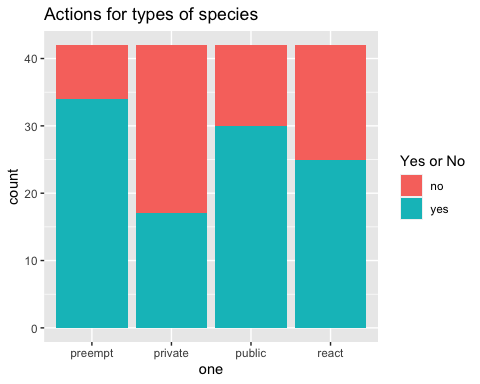 Actions for types of species
count
40
30
20
10
0
preempt private public react
one
Yes or No
no
yes